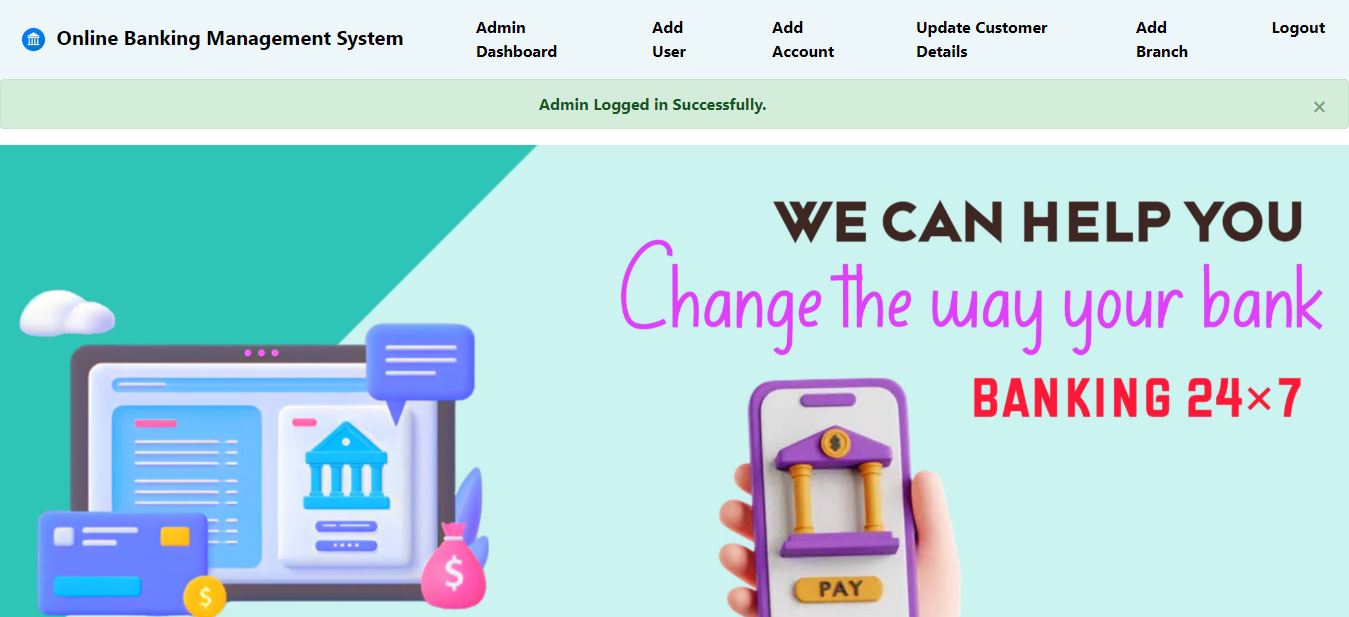 Online Banking Management System
Admin
Dashboard
Add
User
Add
Account
Update Customer
Details
Add
Branch
Logout
Admin Logged in Successfully.
×
WE CAN HELP YOU
Change the way your bank
BANKING 24×7
$
$
$
PAY